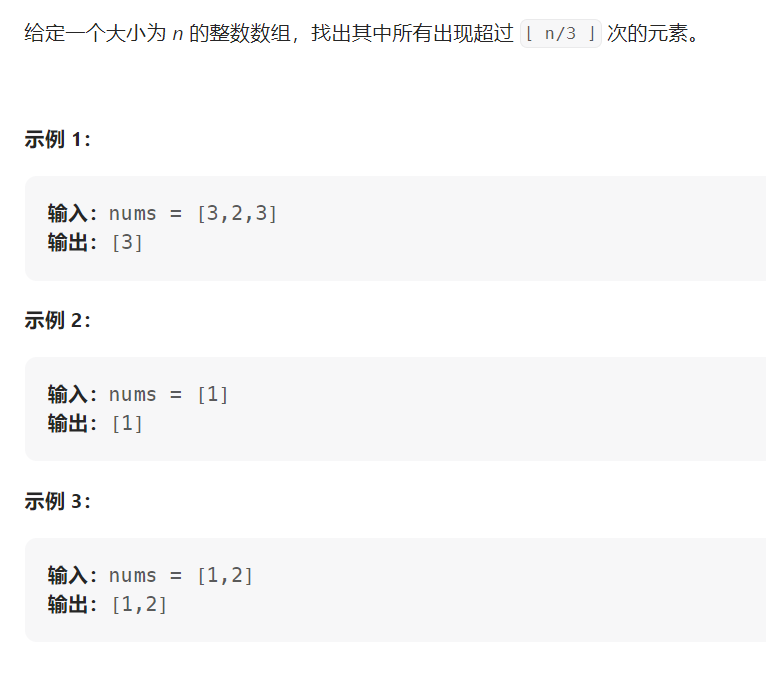 给定一个大小为 n 的整数数组，找出其中所有出现超过 ⌊ n/3 ⌋ 次的元素。
示例 1：
输入：nums = [3,2,3]
输出：[3]
示例 2：
输入：nums = [1]
输出：[1]
示例 3：
输入：nums = [1,2]
输出：[1,2]